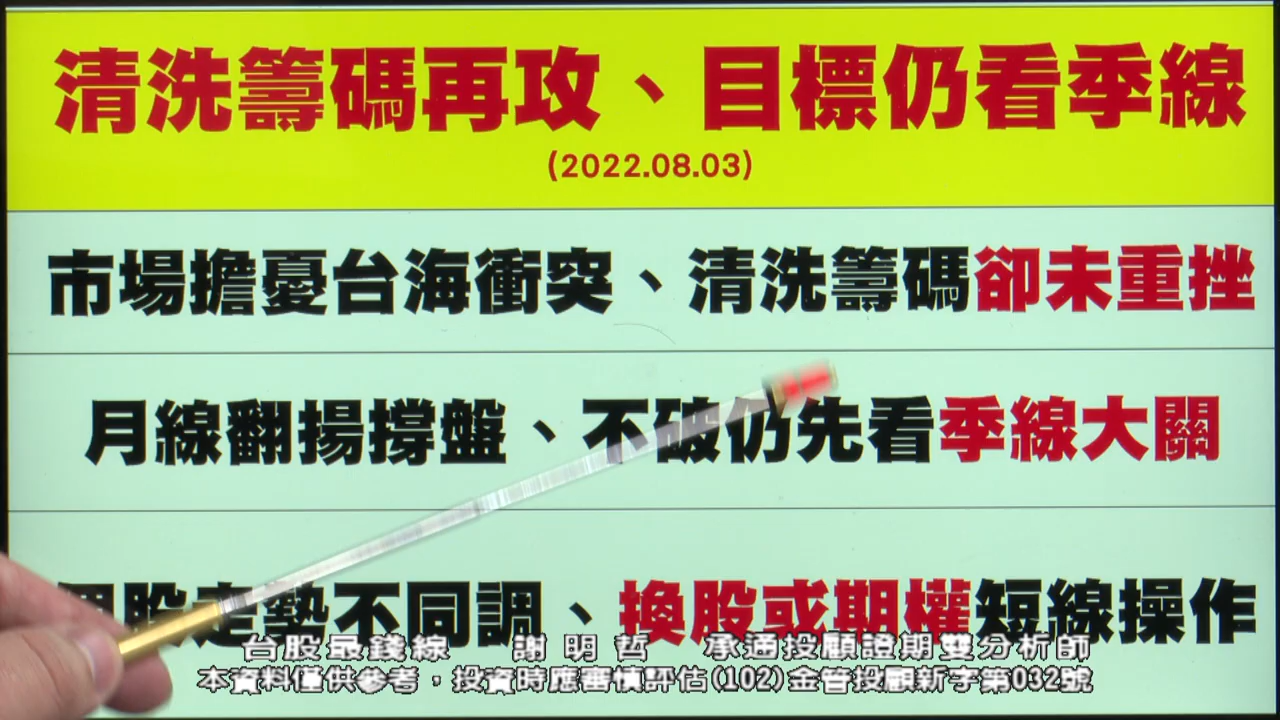 清洗籌碼再攻、目標仍看季線
(2022.08.03)
市場擔憂台海衝突、清洗籌碼卻未重挫
月線翻揚撐盤、不破仍先看季線大關
個股走勢不同調、換股或期權短線操作
台股最錢線 謝明哲 承通投顧證期雙分析師
本資料僅供參考,投資時應審慎評估(102)金管投顧新字第032號